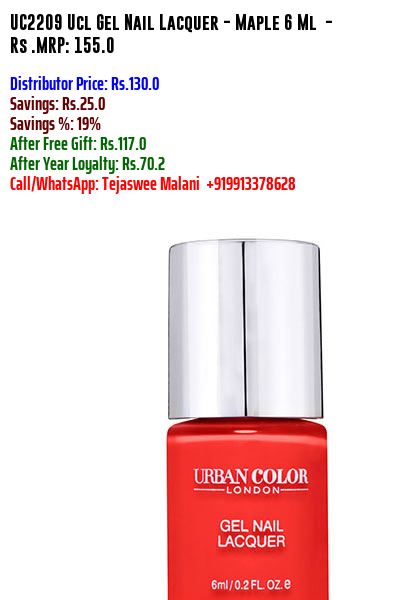 UC2209 Ucl Gel Nail Lacquer - Maple 6 Ml -
Rs .MRP: 155.0
Distributor Price: Rs.130.0
Savings: Rs.25.0
Savings %: 19%
After Free Gift: Rs.117.0
After Year Loyalty: Rs.70.2
Call/WhatsApp: Tejaswee Malani +919913378628
URBAN COLOR
LONDON
GEL NAIL
LACQUER
6ml/0.2 FL. OZ.e